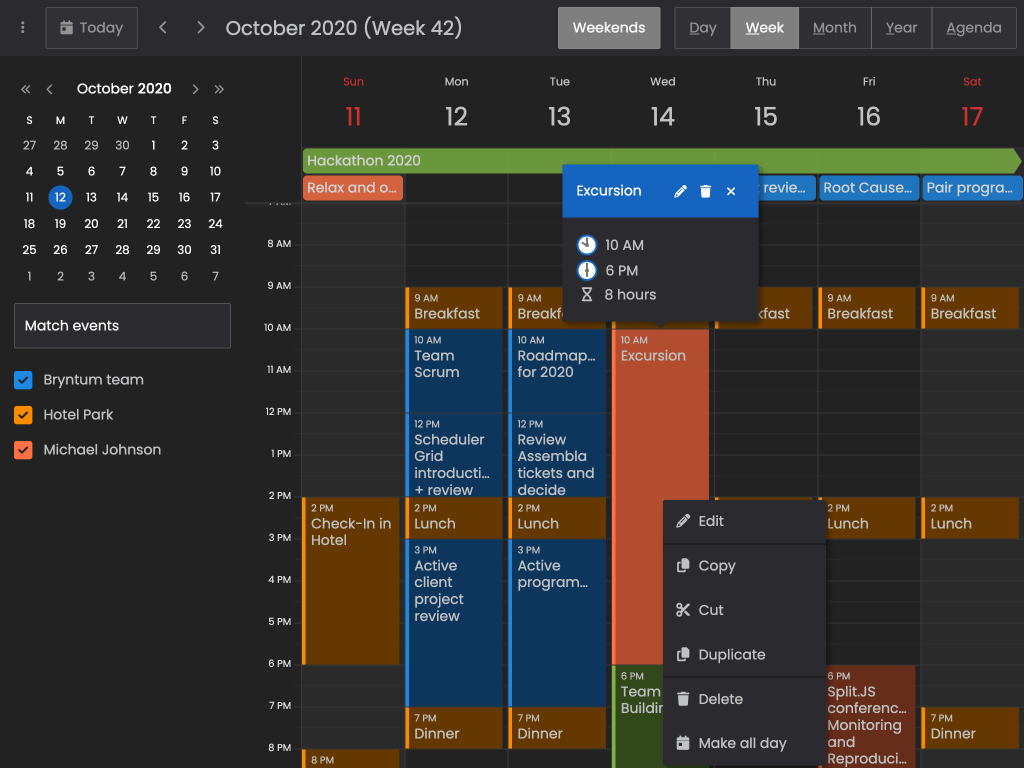 Today
October 2020 (Week 42)
Weekends
Day
Week
Month
Year
Agenda
October 2020
S M T W T F S
27 28 29 30 1 2 3
4 5 6 7 8 9 10
11 12 13 14 15 16 17
18 19 20 21 22 23 24
25 26 27 28 29 30 31
1 2 3 4 5 6 7
Match events
Bryntum team
Hotel Park
Michael Johnson
Sun Mon Tue Wed Thu Fri Sat
11 12 13 14 15 16 17
Hackathon 2020
Relax and o...
revie...
Root Cause...
Pair progra...
8 AM
9 AM
10 AM
11 AM
12 PM
1 PM
2 PM
3 PM
4 PM
5 PM
6 PM
7 PM
8 PM
2 PM
Check-In in
Hotel
8 PM
9 AM
Breakfast
10 AM
Team
Scrum
12 PM
Scheduler
Grid
introducti...
+ review
2 PM
Lunch
3 PM
Active
client
project
review
7 PM
Dinner
9 AM
Breakf
10 AM
Roadmap...
for 2020
12 PM
Review
Assembla
tickets and
decide
2 PM
Lunch
3 PM
Active
program...
7 PM
Dinner
Excursion
10 AM
6 PM
8 hours
10 AM
Excursion
6 PM
Team
Buildin
kfast
Edit
Copy
Cut
Duplicate
Delete
Make all day
9 AM
Breakfast
2 PM
Lunch
6 PM
Split.JS
conferenc...
Monitoring
and
Reproduci...
9 AM
Breakfast
2 PM
Lunch
7 PM
Dinner